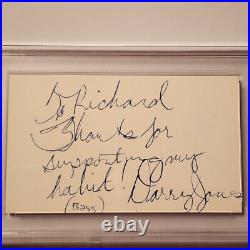 To Richard
Thanks for
supporting my
habit. Darryl Jones
(Bass)